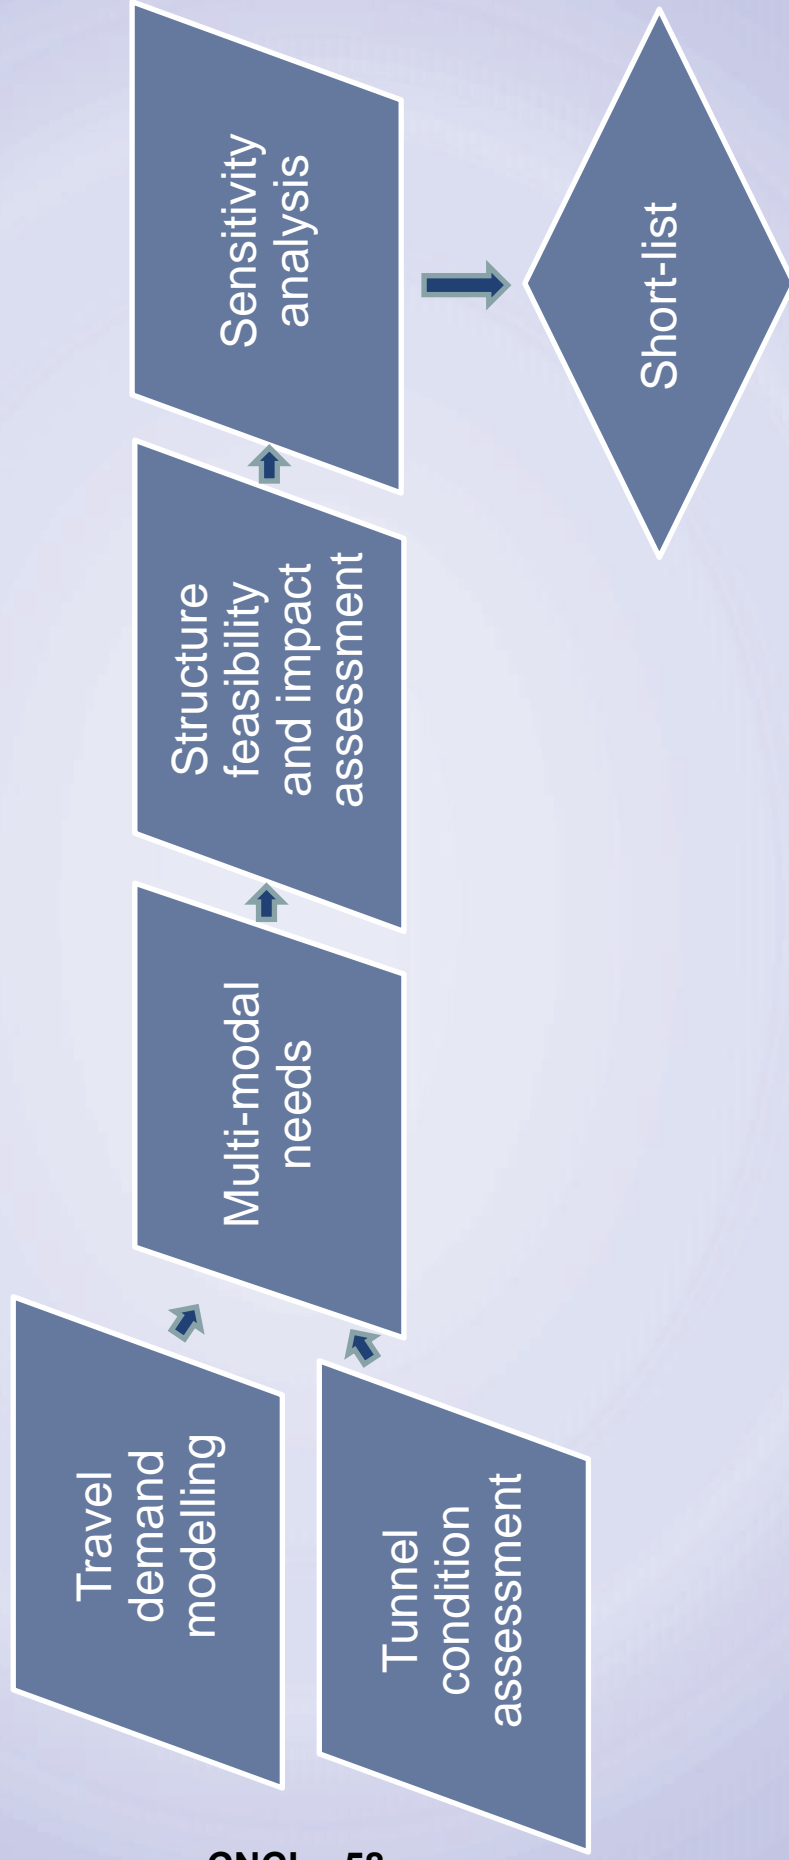 Travel
demand
modelling
Tunnel
condition
assessment
Multi-modal
needs
Structure
feasibility
and impact
assessment
Sensitivity
analysis
Short-list